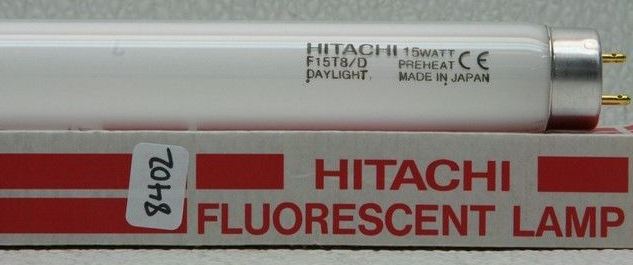 HITACHI 15WATT
F15T8/D PREHEAT CE
DAYLIGHT. MADE IN JAPAN
8402
HITACHI
FLUORESCENT LAMP